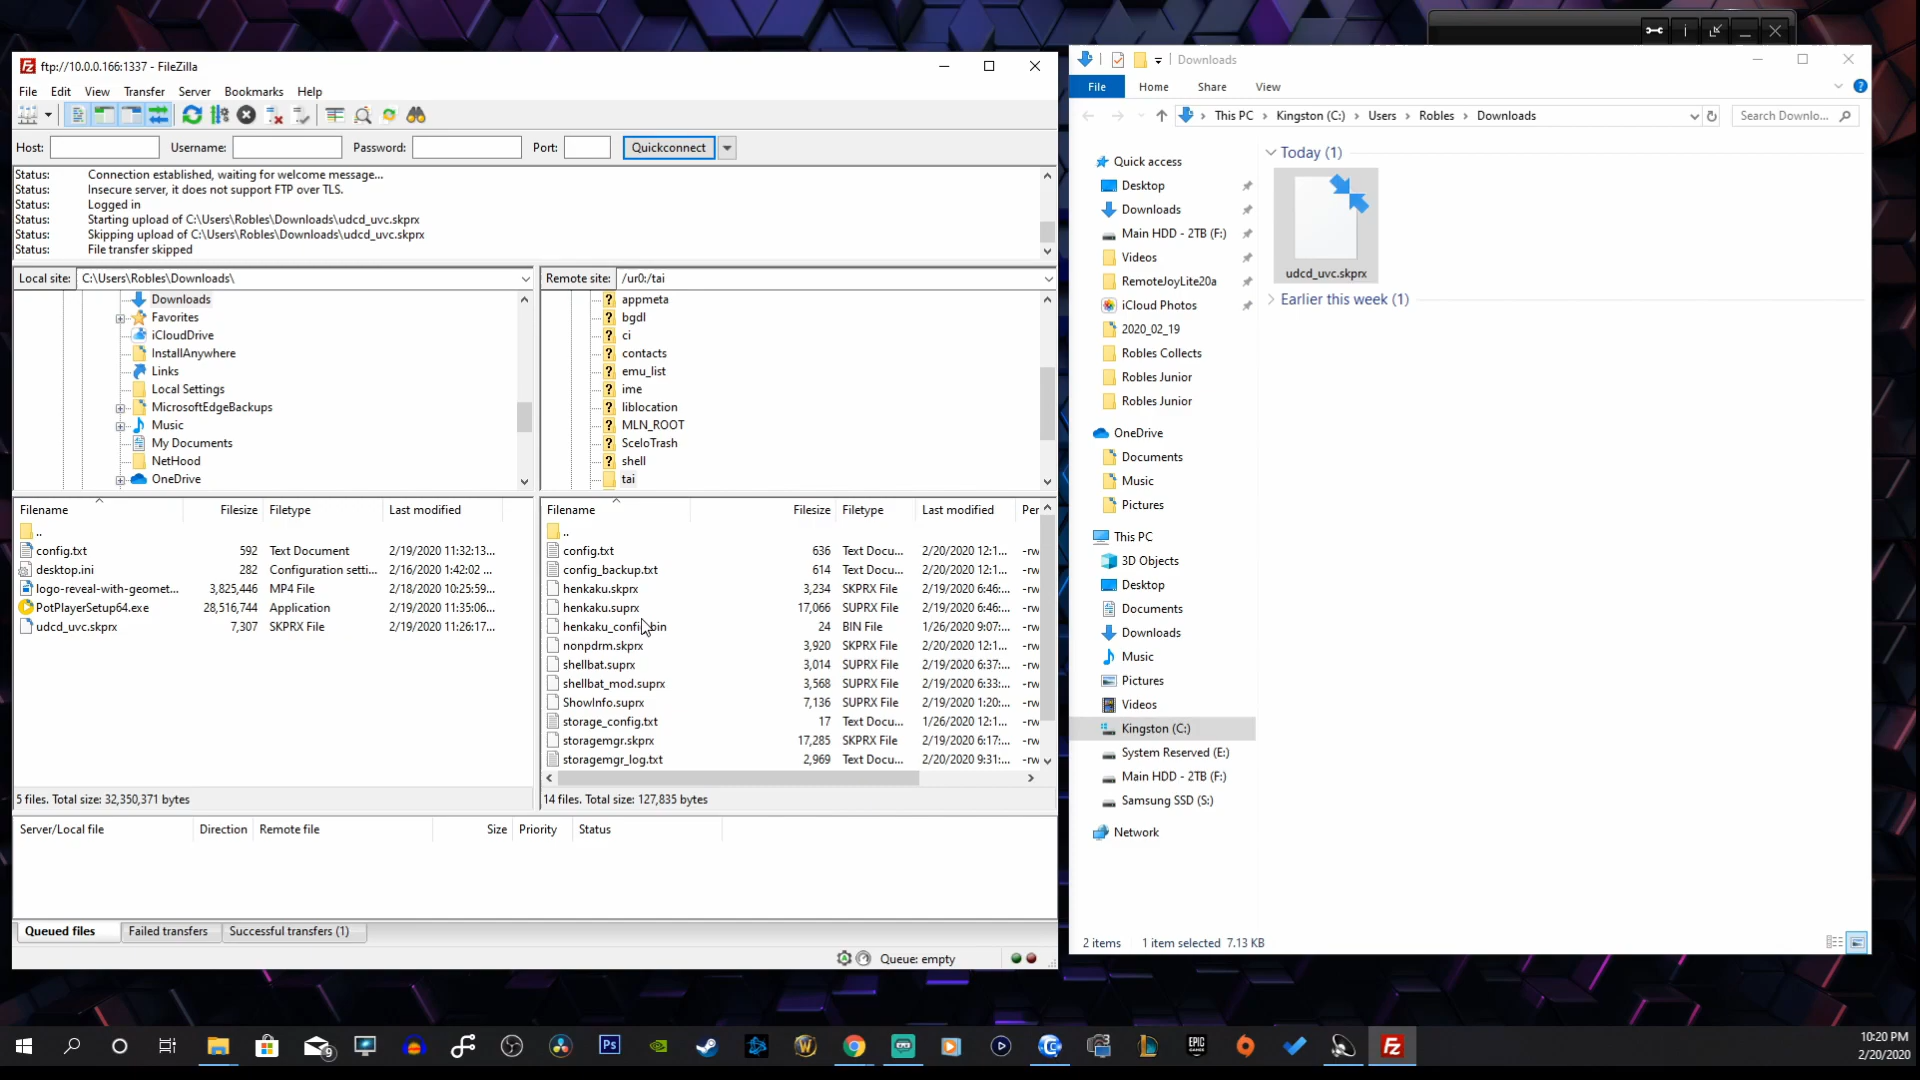 ftp://10.0.0.166:1337 - FileZilla
File Edit View Transfer Server Bookmarks Help
Host: Username: Password: Port: Quickconnect
Status: Connection established, waiting for welcome message...
Status: Insecure server, it does not support FTP over TLS.
Status: Logged in
Status: Starting upload of C:\Users\Robles\Downloads\udcd_uvc.skprx
Status: Skipping upload of C:\Users\Robles\Downloads\udcd_uvc.skprx
Status: File transfer skipped
Local site: C:\Users\Robles\Downloads\
Downloads
Favorites
iCloudDrive
InstallAnywhere
Links
Local Settings
MicrosoftEdgeBackups
Music
My Documents
NetHood
OneDrive
Remote site: /ur0:/tai
appmeta
bgdl
ci
contacts
emu_list
ime
liblocation
MLN_ROOT
SceIoTrash
shell
tai
Filename Filesize Filetype Last modified
..
config.txt 592 Text Document 2/19/2020 11:32:13...
desktop.ini 282 Configuration setti... 2/16/2020 1:42:02 ...
logo-reveal-with-geomet... 3,825,446 MP4 File 2/18/2020 10:25:59...
PotPlayerSetup64.exe 28,516,744 Application 2/19/2020 11:35:06...
udcd_uvc.skprx 7,307 SKPRX File 2/19/2020 11:26:17...
5 files. Total size: 32,350,371 bytes
Filename Filesize Filetype Last modified Per
..
config.txt 636 Text Docu... 2/20/2020 12:1... -rw
config_backup.txt 614 Text Docu... 2/20/2020 12:1... -rw
henkaku.skprx 3,234 SKPRX File 2/19/2020 6:46:... -rw
henkaku.suprx 17,066 SUPRX File 2/19/2020 6:46:... -rw
henkaku_config.bin 24 BIN File 1/26/2020 9:07:... -rw
nonpdrm.skprx 3,920 SKPRX File 2/20/2020 12:1... -rw
shellbat.suprx 3,014 SUPRX File 2/19/2020 6:37:... -rw
shellbat_mod.suprx 3,568 SUPRX File 2/19/2020 6:33:... -rw
ShowInfo.suprx 7,136 SUPRX File 2/19/2020 1:20:... -rw
storage_config.txt 17 Text Docu... 1/26/2020 12:1... -rw
storagemgr.skprx 17,285 SKPRX File 2/19/2020 6:17:... -rw
storagemgr_log.txt 2,969 Text Docu... 2/20/2020 9:31:... -rw
14 files. Total size: 127,835 bytes
Server/Local file Direction Remote file Size Priority Status
Queued files Failed transfers Successful transfers (1)
Queue: empty
Downloads
File Home Share View
This PC > Kingston (C:) > Users > Robles > Downloads
Search Downlo...
Quick access
Desktop
Downloads
Main HDD - 2TB (F:)
Videos
RemoteJoyLite20a
iCloud Photos
2020_02_19
Robles Collects
Robles Junior
Robles Junior
OneDrive
Documents
Music
Pictures
This PC
3D Objects
Desktop
Documents
Downloads
Music
Pictures
Videos
Kingston (C:)
System Reserved (E:)
Main HDD - 2TB (F:)
Samsung SSD (S:)
Network
Today (1)
udcd_uvc.skprx
Earlier this week (1)
2 items 1 item selected 7.13 KB
9
Ps
EPIC
GAMES
Fz
10:20 PM
2/20/2020